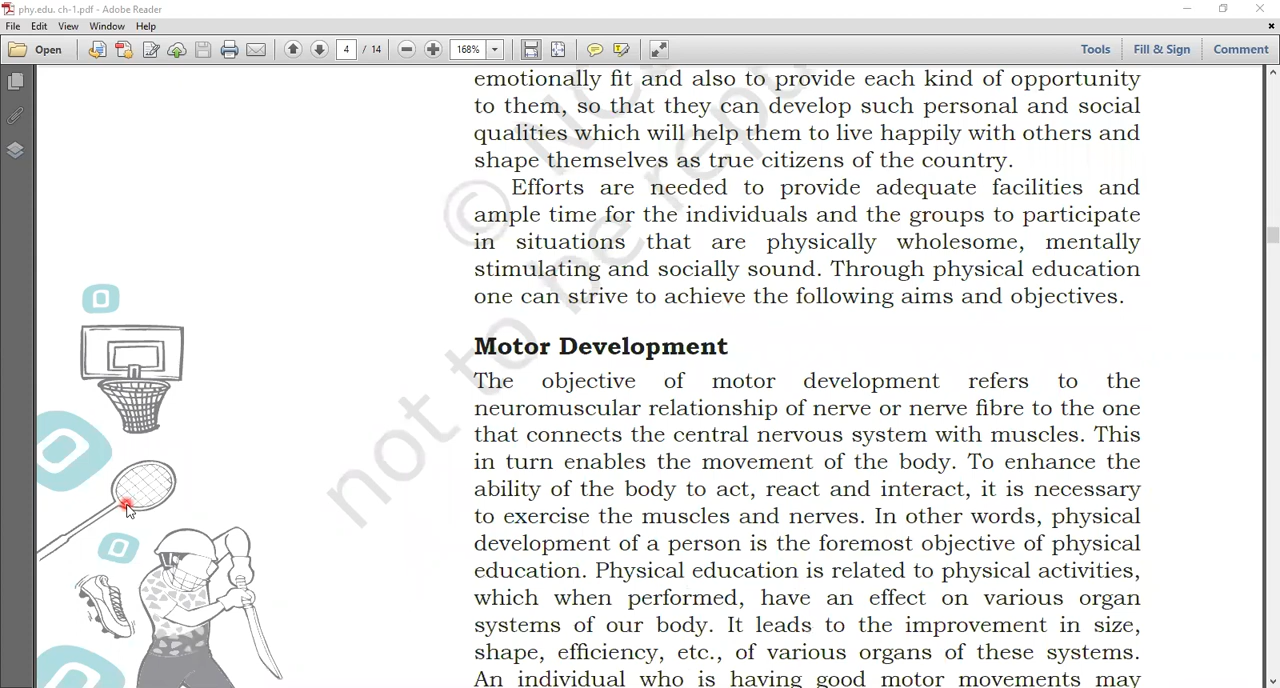 phy.edu. ch-1.pdf - Adobe Reader
File Edit View Window Help
Open 4 / 14 168% Tools Fill & Sign Comment
emotionally fit and also to provide each kind of opportunity
to them, so that they can develop such personal and social
qualities which will help them to live happily with others and
shape themselves as true citizens of the country.
Efforts are needed to provide adequate facilities and
ample time for the individuals and the groups to participate
in situations that are physically wholesome, mentally
stimulating and socially sound. Through physical education
one can strive to achieve the following aims and objectives.
Motor Development
The objective of motor development refers to the
neuromuscular relationship of nerve or nerve fibre to the one
that connects the central nervous system with muscles. This
in turn enables the movement of the body. To enhance the
ability of the body to act, react and interact, it is necessary
to exercise the muscles and nerves. In other words, physical
development of a person is the foremost objective of physical
education. Physical education is related to physical activities,
which when performed, have an effect on various organ
systems of our body. It leads to the improvement in size,
shape, efficiency, etc., of various organs of these systems.
An individual who is having good motor movements may
©
not to be